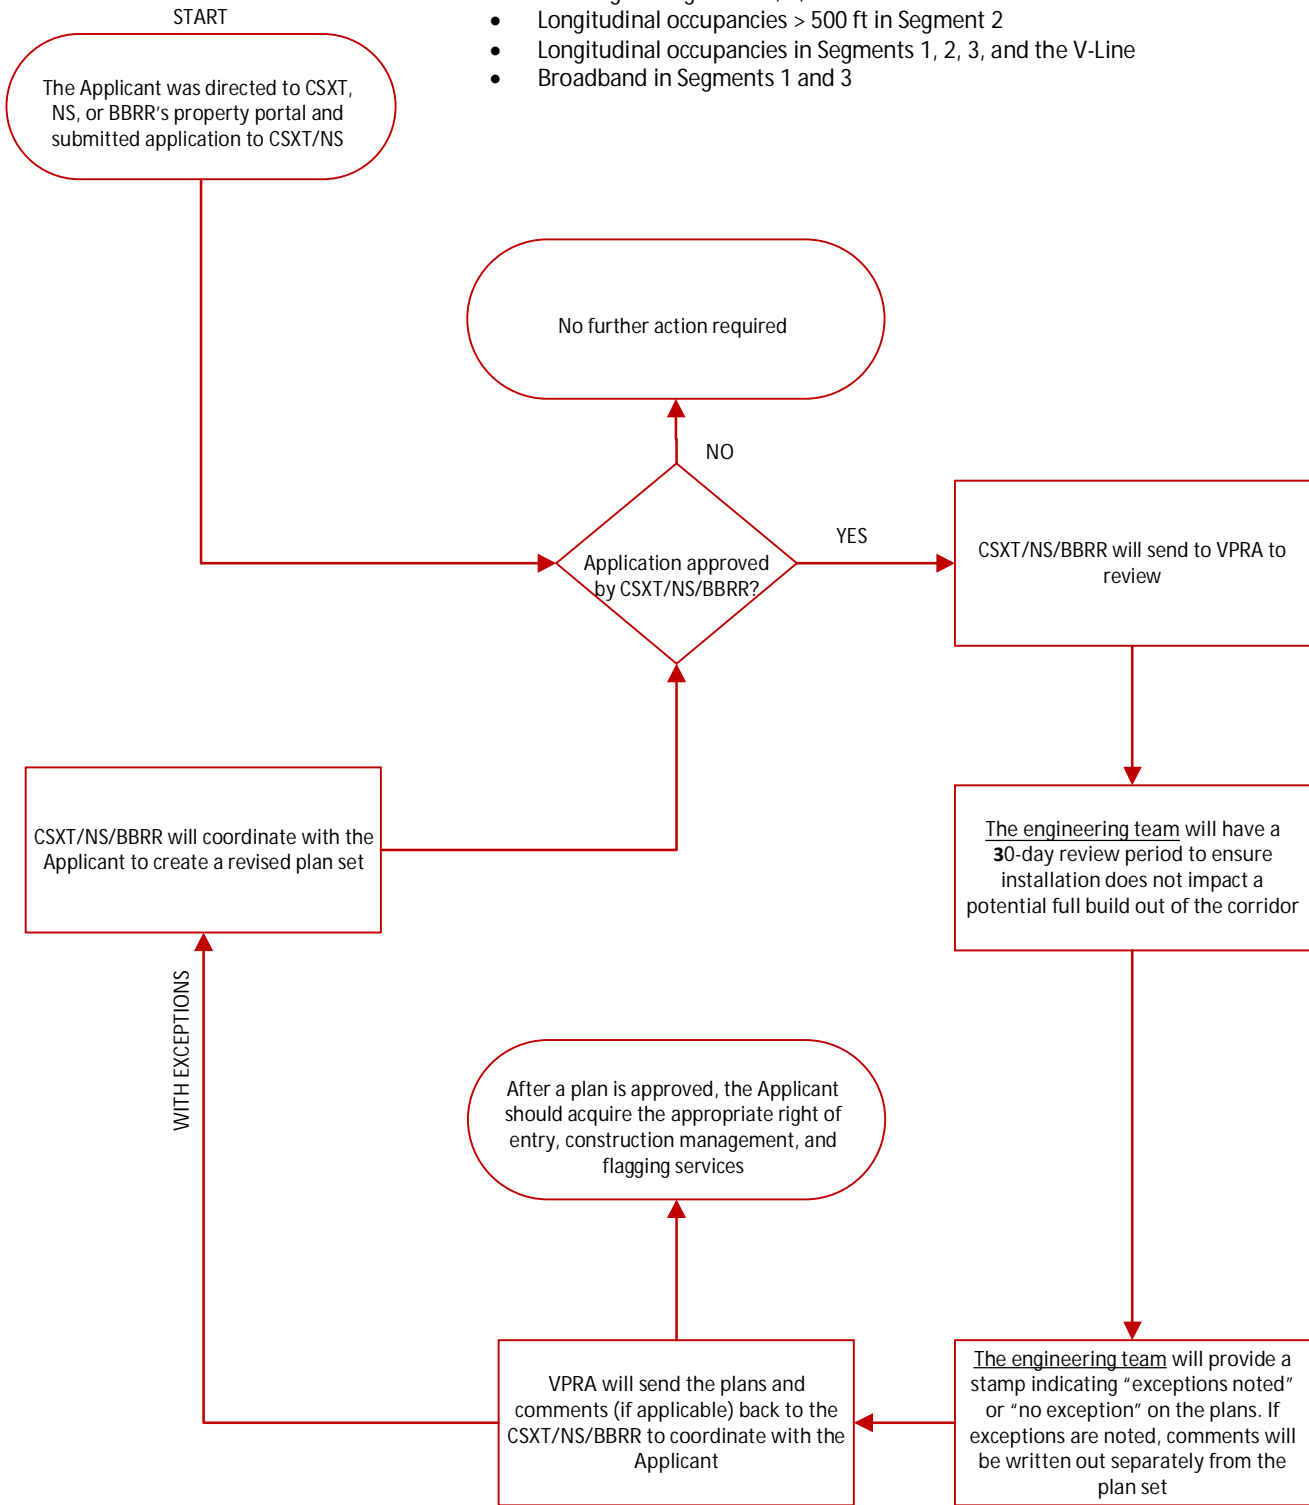 START
• Longitudinal occupancies > 500 ft in Segment 2
• Longitudinal occupancies in Segments 1, 2, 3, and the V-Line
• Broadband in Segments 1 and 3
The Applicant was directed to CSXT,
NS, or BBRR’s property portal and
submitted application to CSXT/NS
No further action required
NO
Application approved
by CSXT/NS/BBRR?
YES
CSXT/NS/BBRR will send to VPRA to
review
CSXT/NS/BBRR will coordinate with the
Applicant to create a revised plan set
The engineering team will have a
30-day review period to ensure
installation does not impact a
potential full build out of the corridor
WITH EXCEPTIONS
After a plan is approved, the Applicant
should acquire the appropriate right of
entry, construction management, and
flagging services
VPRA will send the plans and
comments (if applicable) back to the
CSXT/NS/BBRR to coordinate with the
Applicant
The engineering team will provide a
stamp indicating “exceptions noted”
or “no exception” on the plans. If
exceptions are noted, comments will
be written out separately from the
plan set